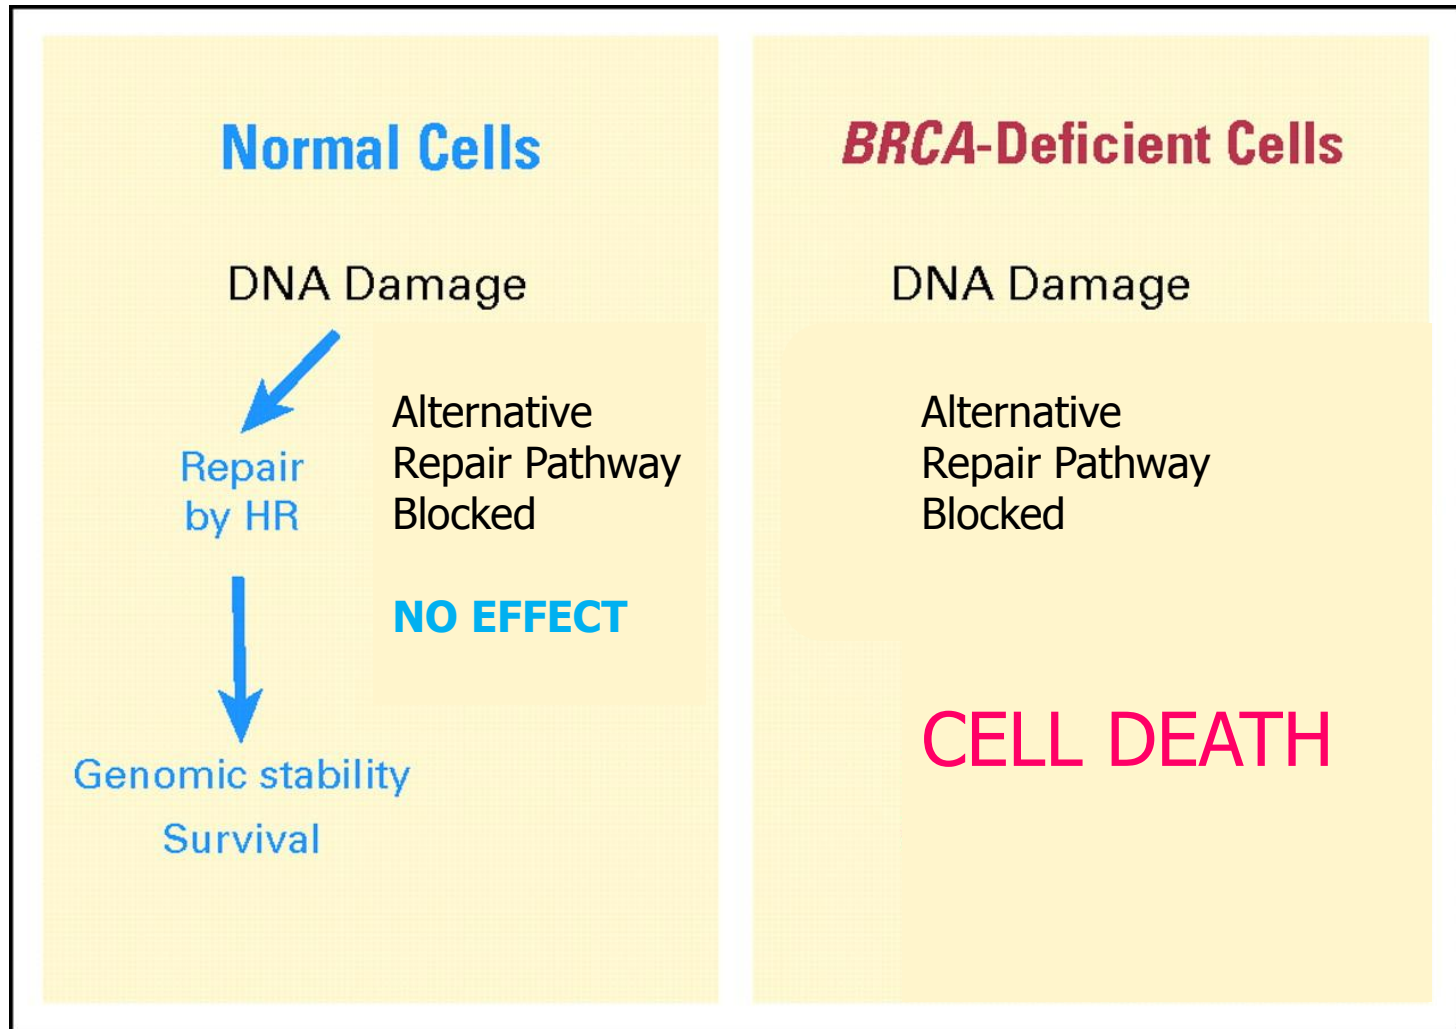 Normal Cells
DNA Damage
Repair
by HR
Alternative
Repair Pathway
Blocked
NO EFFECT
Genomic stability
Survival
BRCA-Deficient Cells
DNA Damage
Alternative
Repair Pathway
Blocked
CELL DEATH